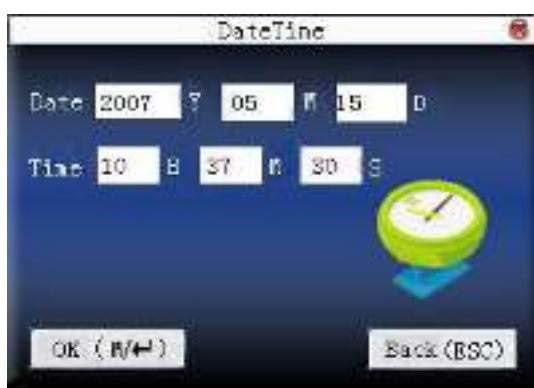 DateTime
Date 2007 Y 05 M 15 D
Time 10 H 37 M 30 S
OK (M/↵) Back(ESC)